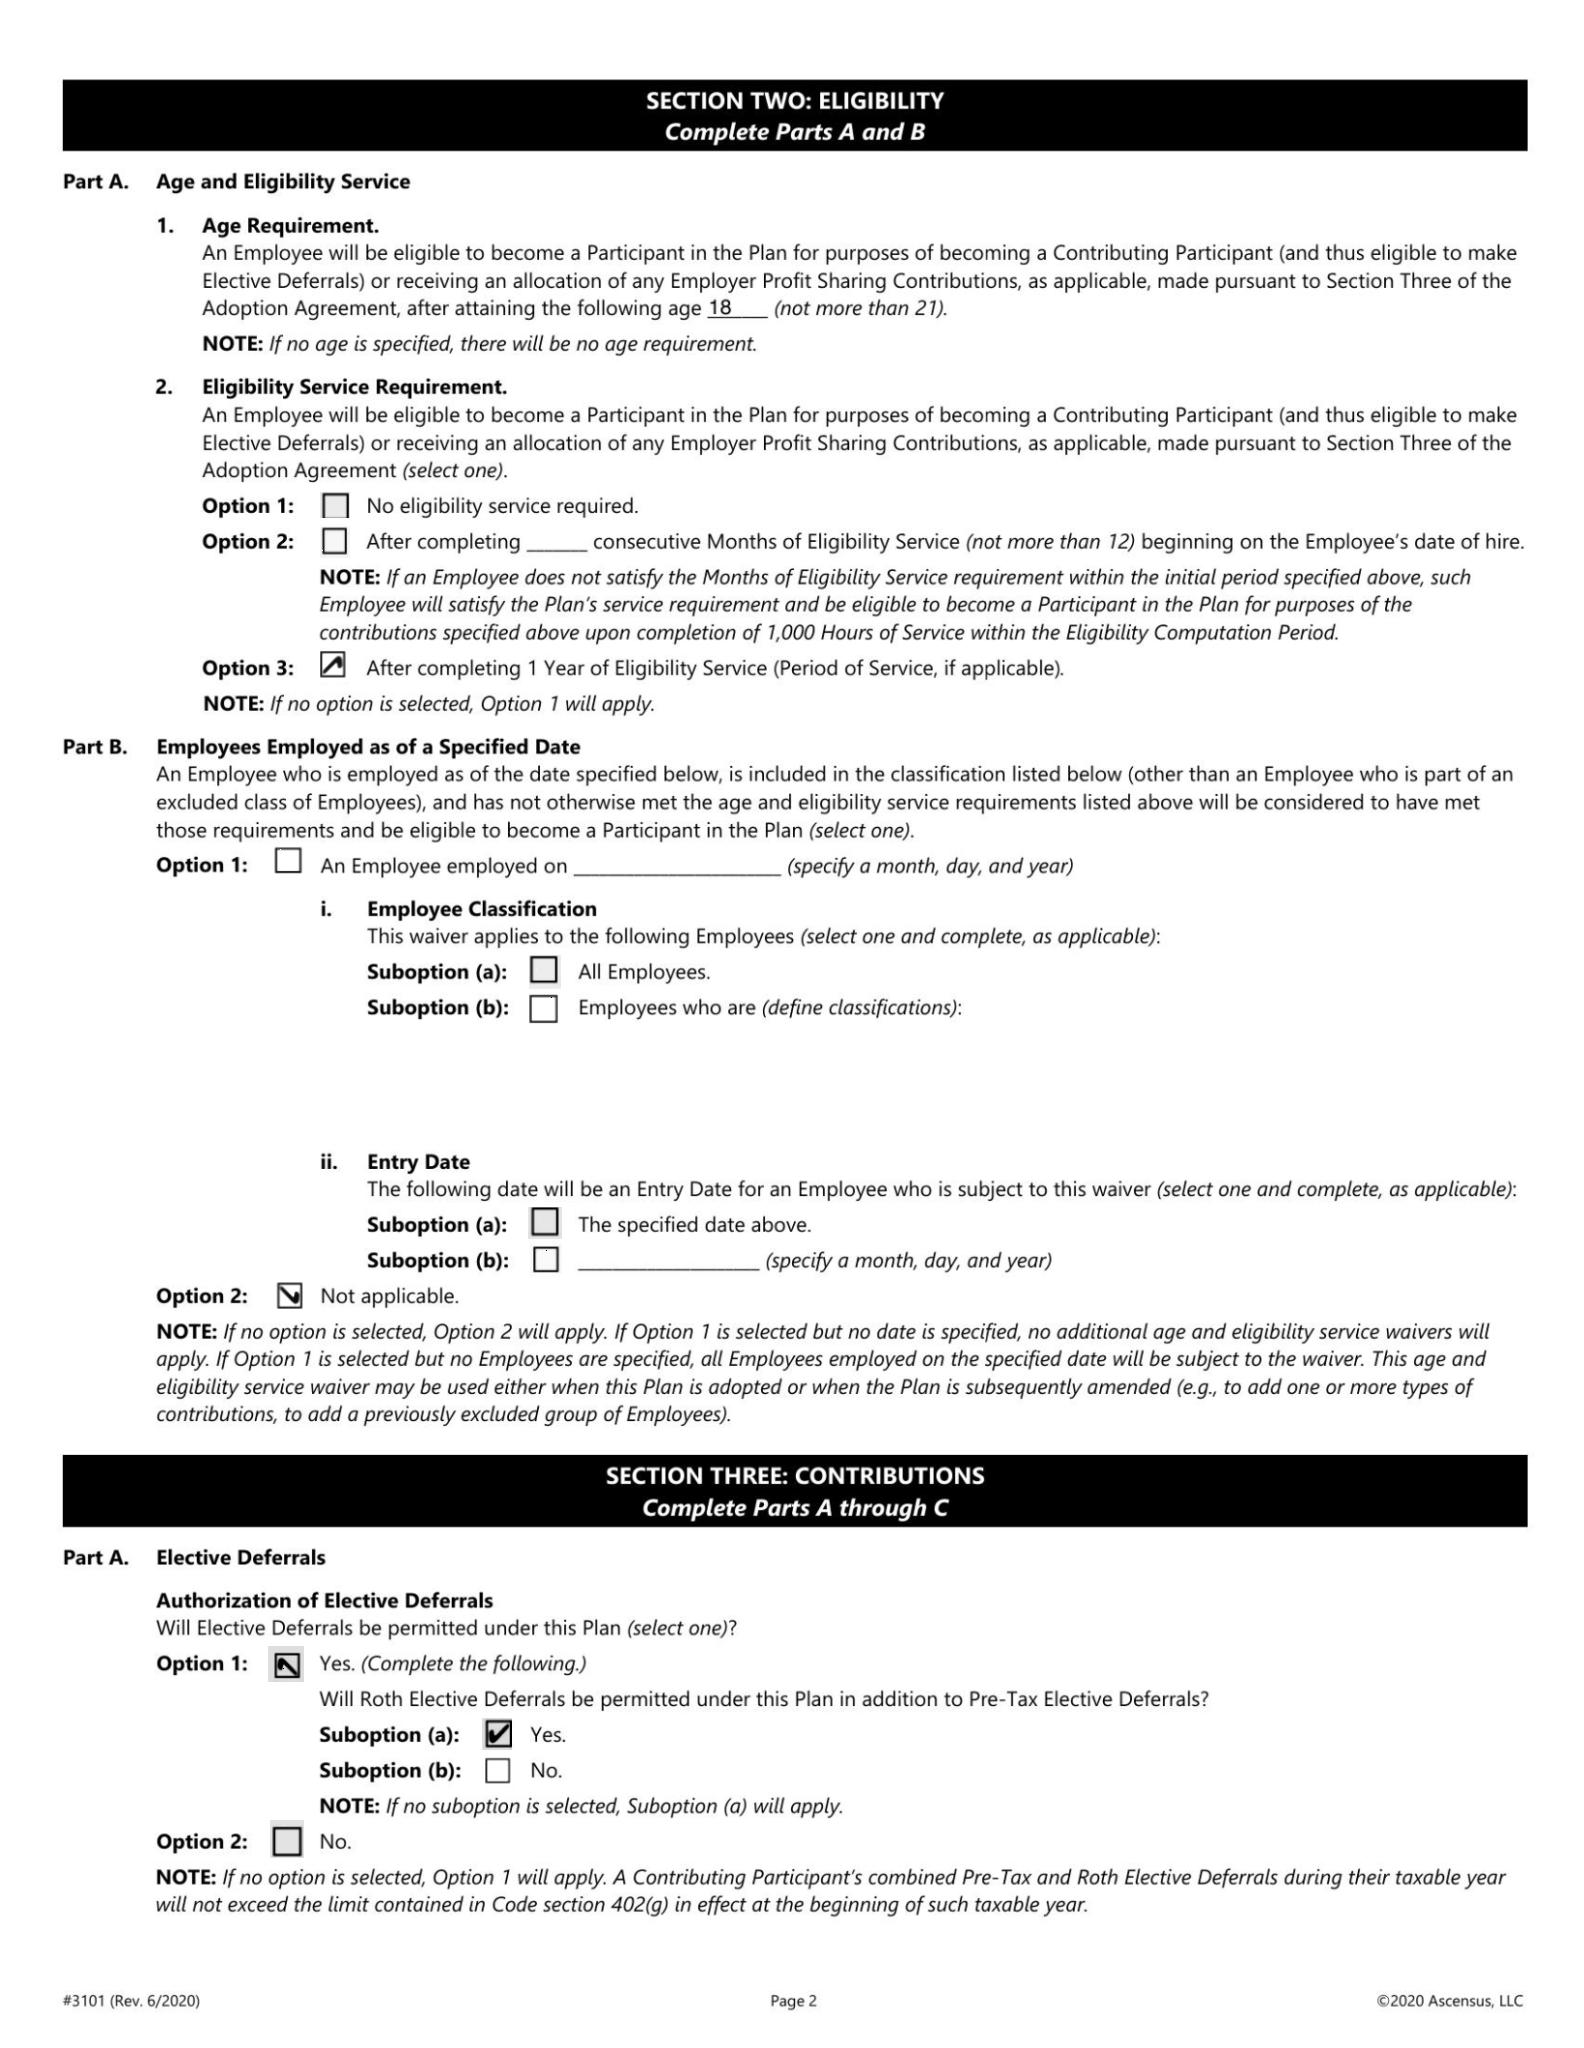 SECTION TWO: ELIGIBILITY
Complete Parts A and B
Part A. Age and Eligibility Service
1. Age Requirement.
An Employee will be eligible to become a Participant in the Plan for purposes of becoming a Contributing Participant (and thus eligible to make
Elective Deferrals) or receiving an allocation of any Employer Profit Sharing Contributions, as applicable, made pursuant to Section Three of the
Adoption Agreement, after attaining the following age 18 (not more than 21).
NOTE: If no age is specified, there will be no age requirement.
2. Eligibility Service Requirement.
An Employee will be eligible to become a Participant in the Plan for purposes of becoming a Contributing Participant (and thus eligible to make
Elective Deferrals) or receiving an allocation of any Employer Profit Sharing Contributions, as applicable, made pursuant to Section Three of the
Adoption Agreement (select one).
Option 1: No eligibility service required.
Option 2: After completing ______ consecutive Months of Eligibility Service (not more than 12) beginning on the Employee's date of hire.
NOTE: If an Employee does not satisfy the Months of Eligibility Service requirement within the initial period specified above, such
Employee will satisfy the Plan's service requirement and be eligible to become a Participant in the Plan for purposes of the
contributions specified above upon completion of 1,000 Hours of Service within the Eligibility Computation Period.
Option 3: After completing 1 Year of Eligibility Service (Period of Service, if applicable).
NOTE: If no option is selected, Option 1 will apply.
Part B. Employees Employed as of a Specified Date
An Employee who is employed as of the date specified below, is included in the classification listed below (other than an Employee who is part of an
excluded class of Employees), and has not otherwise met the age and eligibility service requirements listed above will be considered to have met
those requirements and be eligible to become a Participant in the Plan (select one).
Option 1: An Employee employed on ____________________ (specify a month, day, and year)
i. Employee Classification
This waiver applies to the following Employees (select one and complete, as applicable):
Suboption (a): All Employees.
Suboption (b): Employees who are (define classifications):
ii. Entry Date
The following date will be an Entry Date for an Employee who is subject to this waiver (select one and complete, as applicable):
Suboption (a): The specified date above.
Suboption (b): __________________ (specify a month, day, and year)
Option 2: Not applicable.
NOTE: If no option is selected, Option 2 will apply. If Option 1 is selected but no date is specified, no additional age and eligibility service waivers will
apply. If Option 1 is selected but no Employees are specified, all Employees employed on the specified date will be subject to the waiver. This age and
eligibility service waiver may be used either when this Plan is adopted or when the Plan is subsequently amended (e.g., to add one or more types of
contributions, to add a previously excluded group of Employees).
SECTION THREE: CONTRIBUTIONS
Complete Parts A through C
Part A. Elective Deferrals
Authorization of Elective Deferrals
Will Elective Deferrals be permitted under this Plan (select one)?
Option 1: Yes. (Complete the following.)
Will Roth Elective Deferrals be permitted under this Plan in addition to Pre-Tax Elective Deferrals?
Suboption (a): ✔ Yes.
Suboption (b): No.
NOTE: If no suboption is selected, Suboption (a) will apply.
Option 2: No.
NOTE: If no option is selected, Option 1 will apply. A Contributing Participant's combined Pre-Tax and Roth Elective Deferrals during their taxable year
will not exceed the limit contained in Code section 402(g) in effect at the beginning of such taxable year.
#3101 (Rev. 6/2020) Page 2 ©2020 Ascensus, LLC